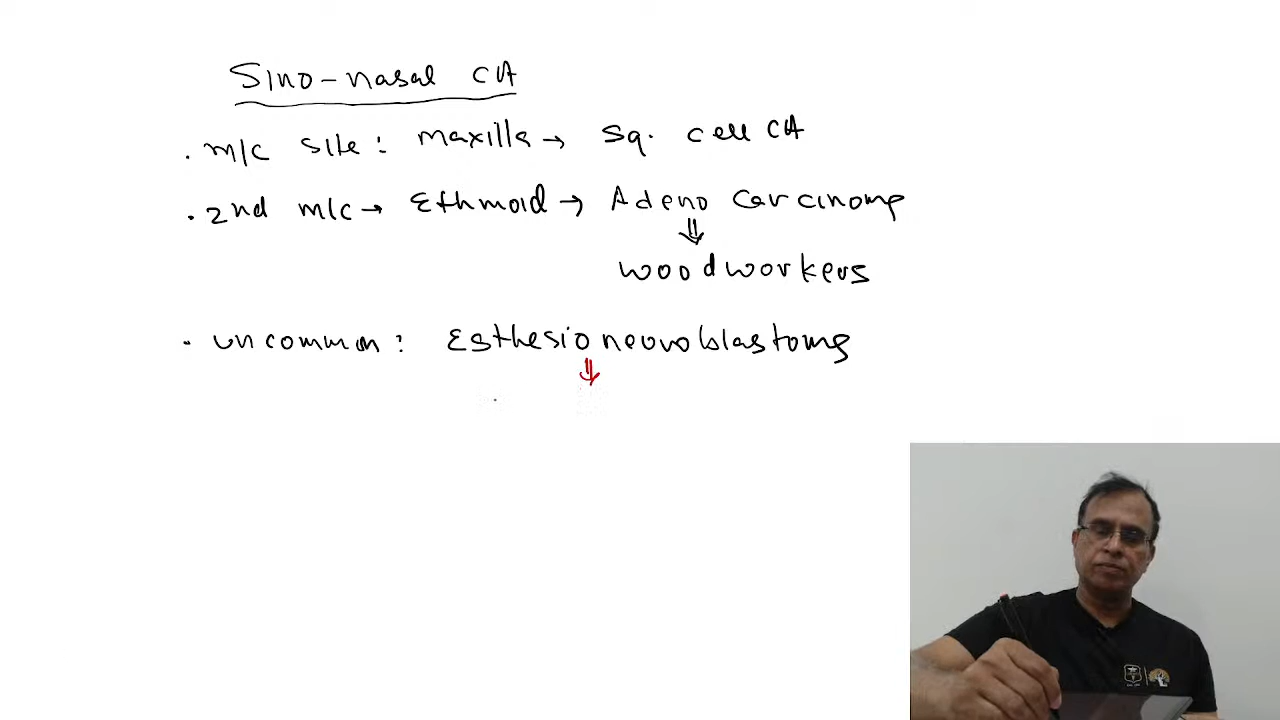 Sino-nasal CA
. m/c site : maxilla → Sq. cell CA
. 2nd m/c → Ethmoid → Adeno Carcinoma
⇓
woodworkers
. uncommon : Esthesioneuroblastoma
⇓